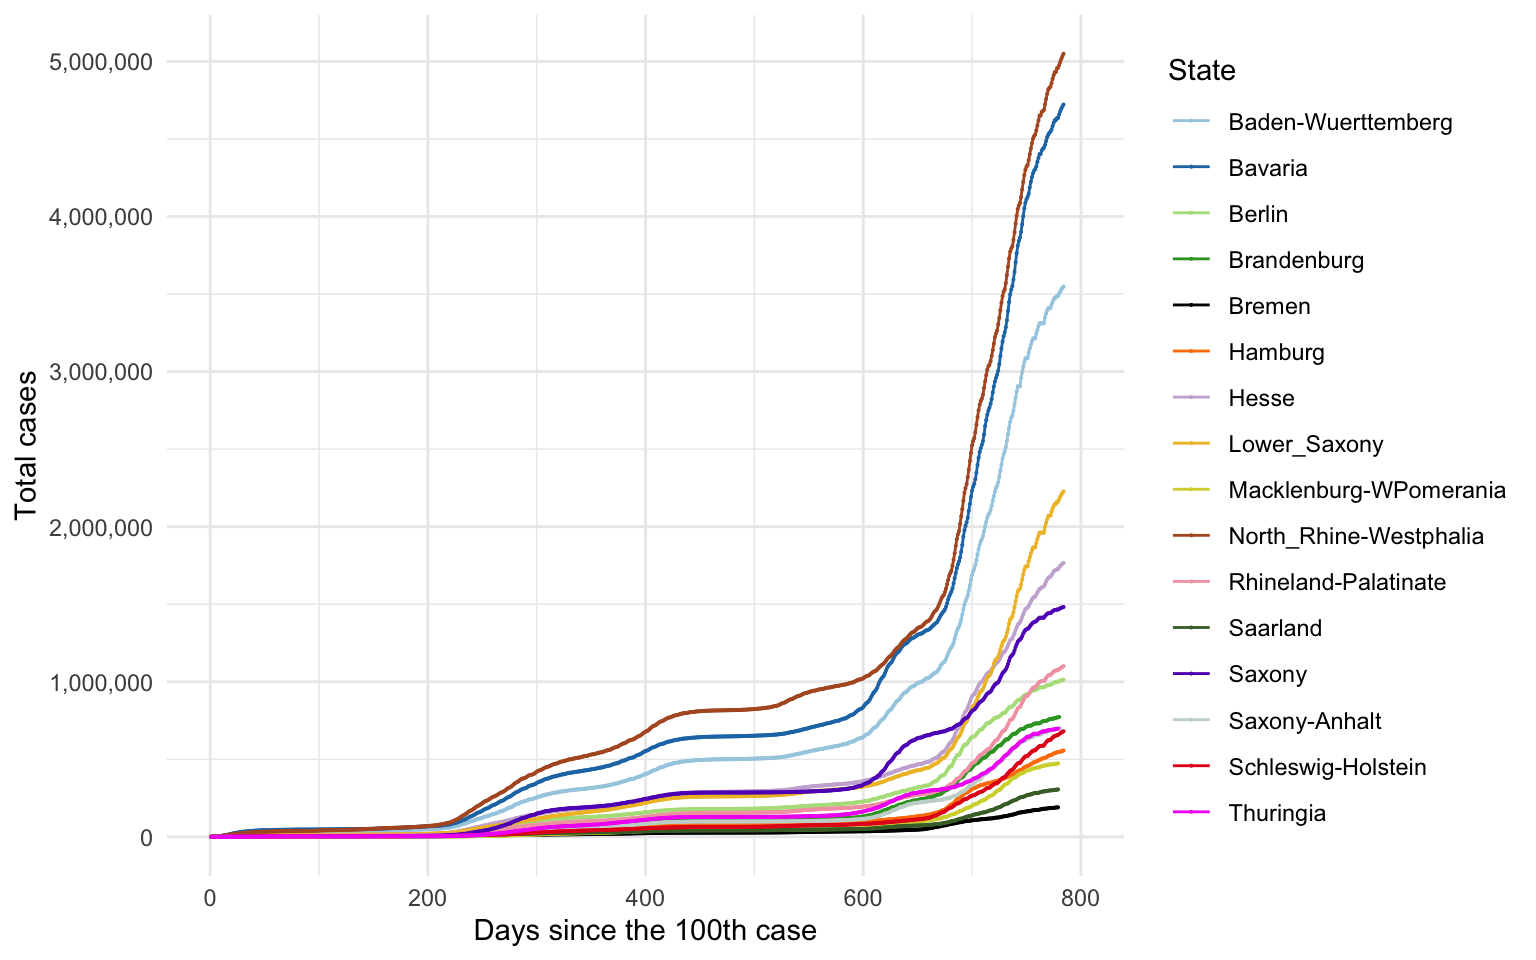 5,000,000
4,000,000
3,000,000
2,000,000
1,000,000
0
Total cases
0 200 400 600 800
Days since the 100th case
State
Baden-Wuerttemberg
Bavaria
Berlin
Brandenburg
Bremen
Hamburg
Hesse
Lower_Saxony
Macklenburg-WPomerania
North_Rhine-Westphalia
Rhineland-Palatinate
Saarland
Saxony
Saxony-Anhalt
Schleswig-Holstein
Thuringia